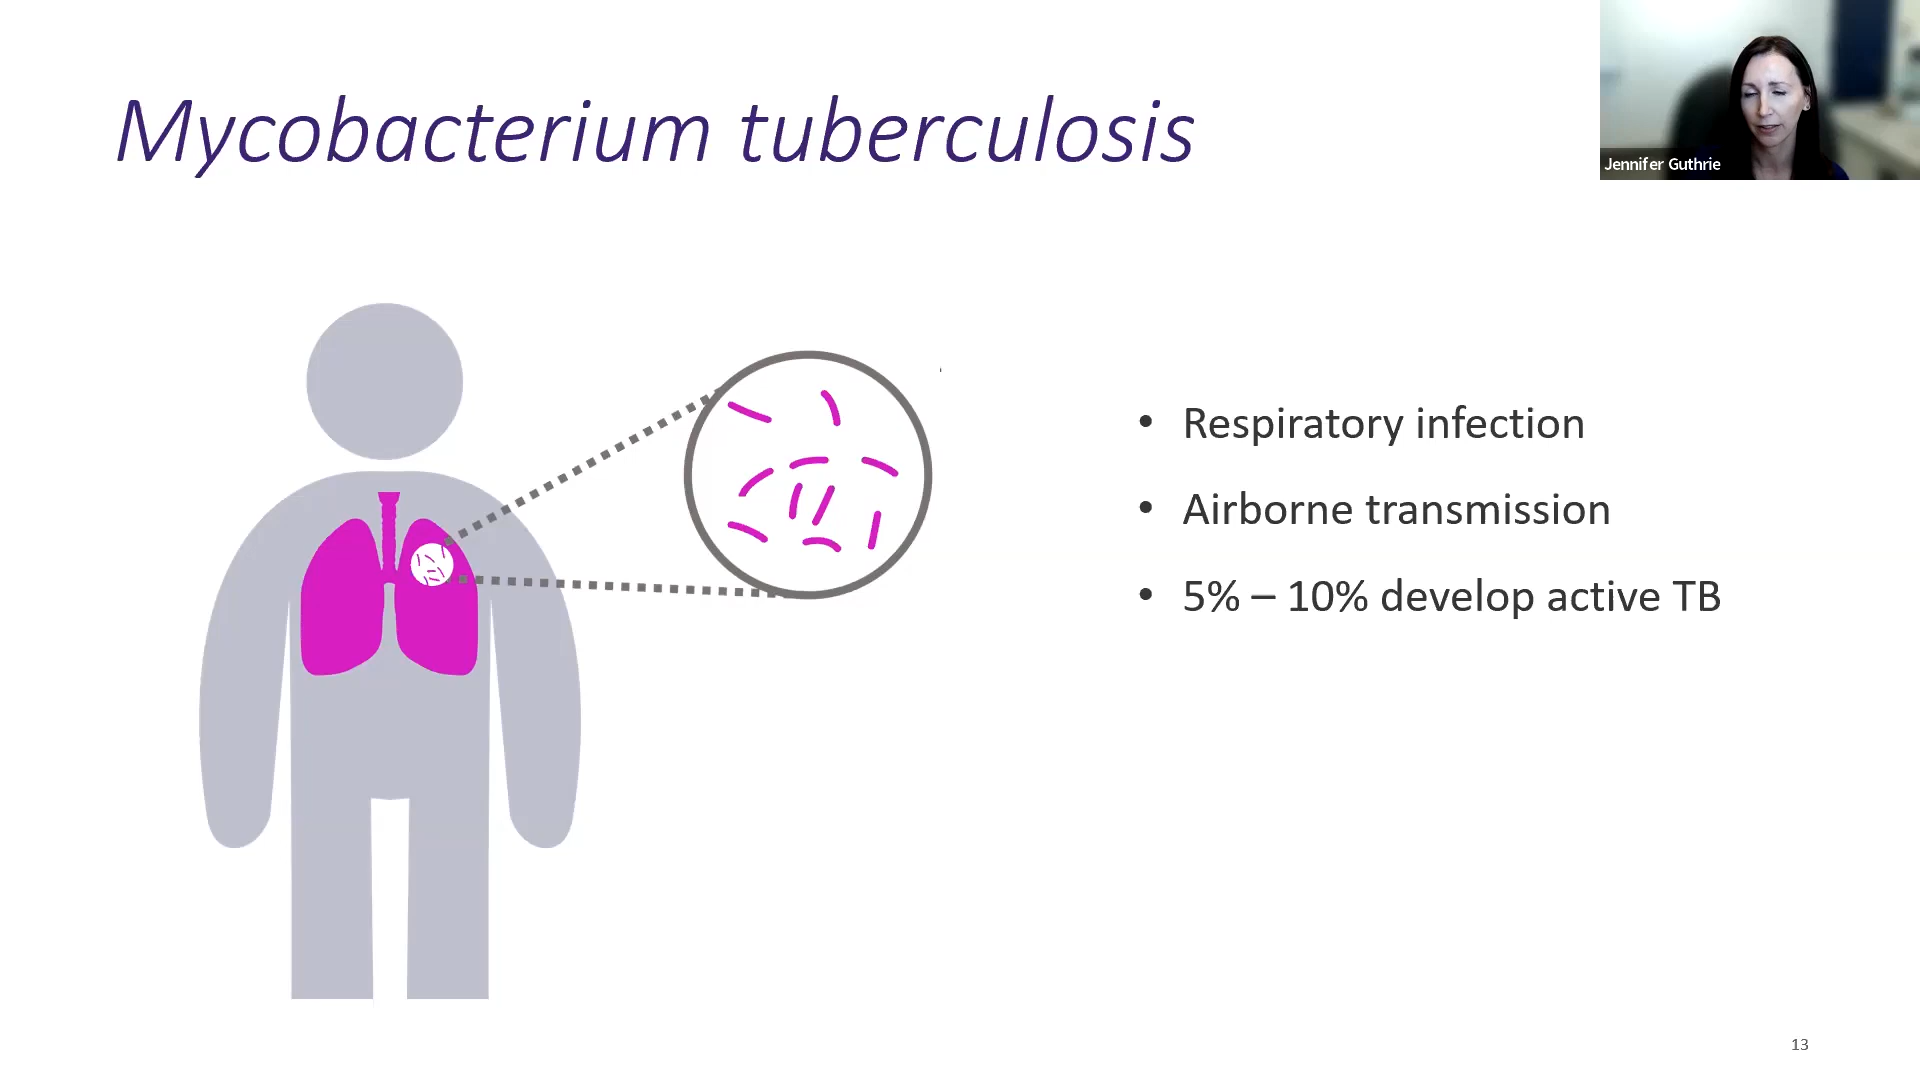 Mycobacterium tuberculosis
Jennifer Guthrie
• Respiratory infection
• Airborne transmission
• 5% – 10% develop active TB
13